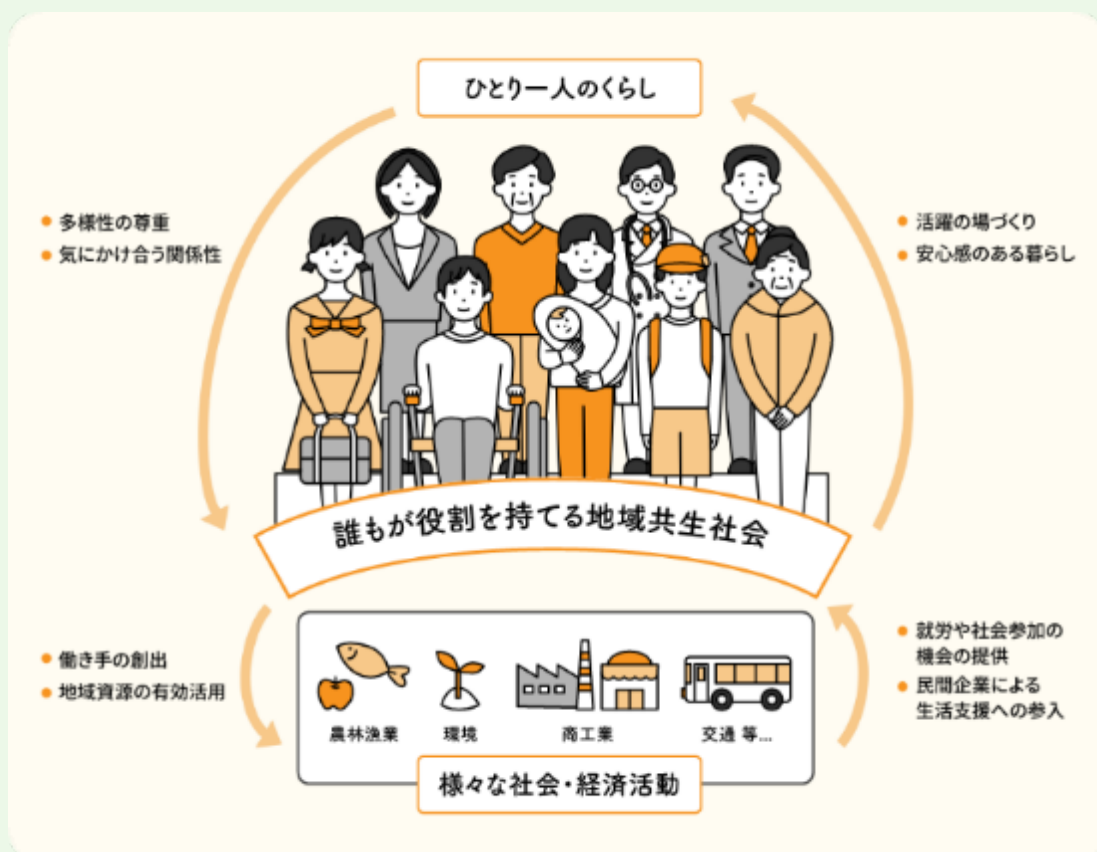 ひとり一人のくらし
多様性の尊重
気にかけ合う関係性
活躍の場づくり
安心感のある暮らし
誰もが役割を持てる地域共生社会
働き手の創出
地域資源の有効活用
就労や社会参加の
機会の提供
民間企業による
生活支援への参入
農林漁業
環境
商工業
交通 等...
様々な社会・経済活動